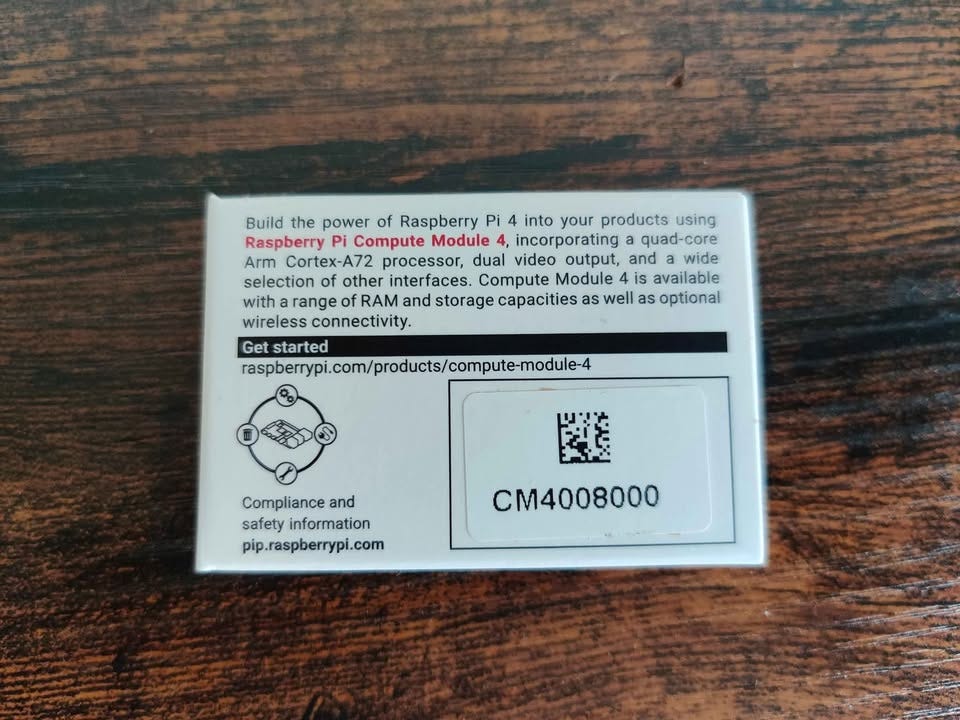 Build the power of Raspberry Pi 4 into your products using
Raspberry Pi Compute Module 4, incorporating a quad-core
Arm Cortex-A72 processor, dual video output, and a wide
selection of other interfaces. Compute Module 4 is available
with a range of RAM and storage capacities as well as optional
wireless connectivity.
Get started
raspberrypi.com/products/compute-module-4
Compliance and
safety information
pip.raspberrypi.com
CM4008000